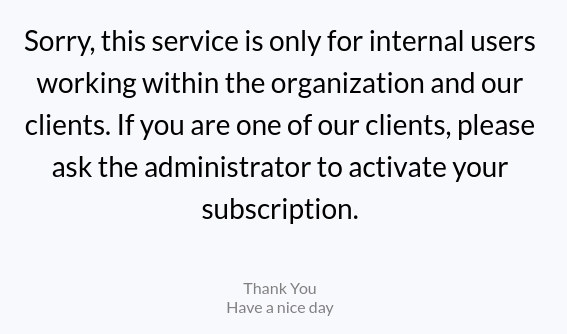 Sorry, this service is only for internal users
working within the organization and our
clients. If you are one of our clients, please
ask the administrator to activate your
subscription.
Thank You
Have a nice day